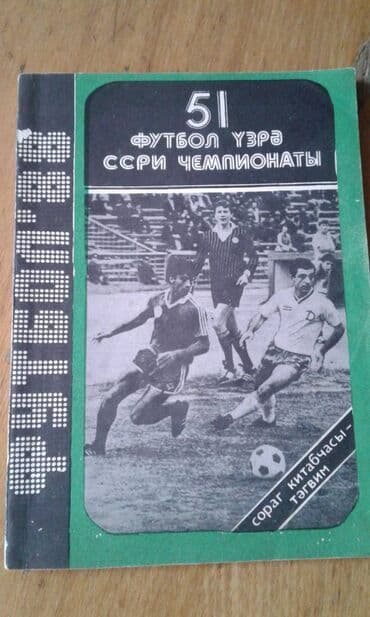 ФУТБОЛ'88
51
ФУТБОЛ ҮЗРӘ
ССРИ ЧЕМПИОНАТЫ
Д
СОРАГ КИТАБЧАСЫ –
ТӘГВИМ